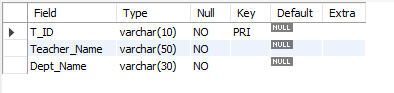 Field Type Null Key Default Extra
T_ID varchar(10) NO PRI NULL
Teacher_Name varchar(50) NO NULL
Dept_Name varchar(30) NO NULL